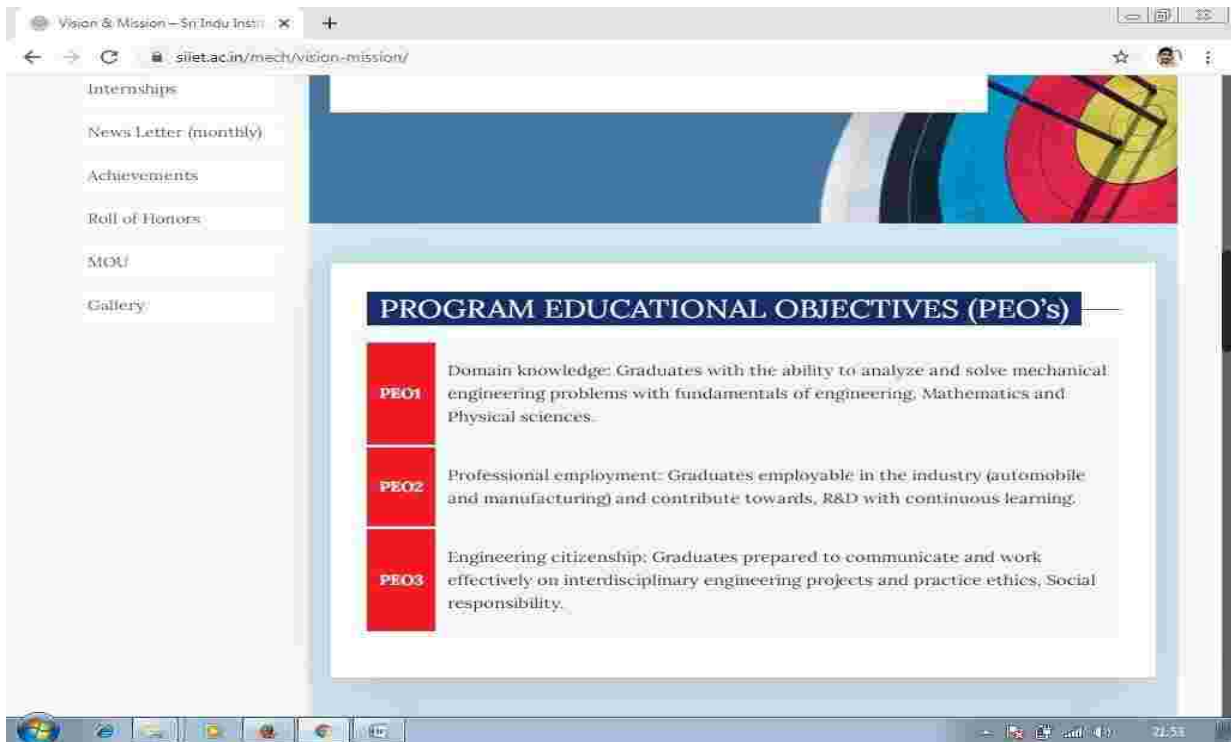 Vision & Mission – Sri Indu Insti
siiet.ac.in/mech/vision-mission/
Internships
News Letter (monthly)
Achievements
Roll of Honors
MOU
Gallery
PROGRAM EDUCATIONAL OBJECTIVES (PEO's)
PEO1
Domain knowledge: Graduates with the ability to analyze and solve mechanical
engineering problems with fundamentals of engineering, Mathematics and
Physical sciences.
PEO2
Professional employment: Graduates employable in the industry (automobile
and manufacturing) and contribute towards, R&D with continuous learning.
PEO3
Engineering citizenship: Graduates prepared to communicate and work
effectively on interdisciplinary engineering projects and practice ethics, Social
responsibility.
21:53